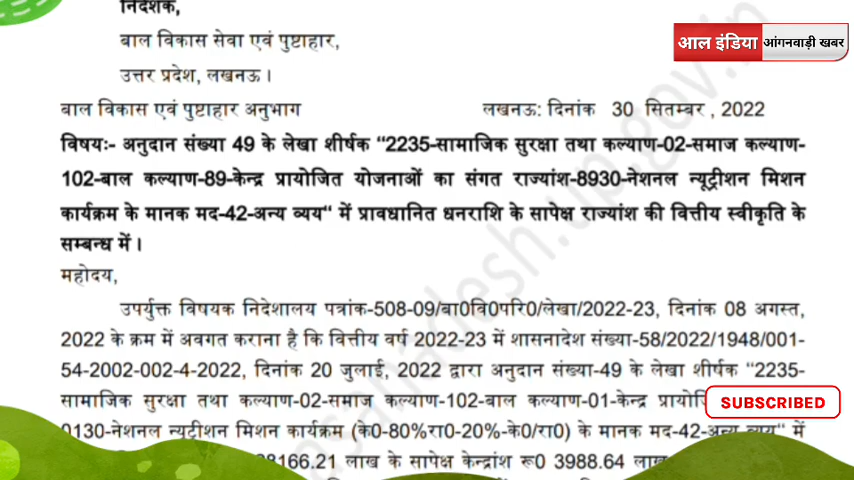 निदेशक,
आल इंडिया आंगनवाड़ी खबर
बाल विकास सेवा एवं पुष्टाहार,
उत्तर प्रदेश, लखनऊ।
बाल विकास एवं पुष्टाहार अनुभाग लखनऊः दिनांक 30 सितम्बर , 2022
विषयः- अनुदान संख्या 49 के लेखा शीर्षक "2235-सामाजिक सुरक्षा तथा कल्याण-02-समाज कल्याण-
102-बाल कल्याण-89-केन्द्र प्रायोजित योजनाओं का संगत राज्यांश-8930-नेशनल न्यूट्रीशन मिशन
कार्यक्रम के मानक मद-42-अन्य व्यय" में प्रावधानित धनराशि के सापेक्ष राज्यांश की वित्तीय स्वीकृति के
सम्बन्ध में।
महोदय,
उपर्युक्त विषयक निदेशालय पत्रांक-508-09/बा0वि0परि0/लेखा/2022-23, दिनांक 08 अगस्त,
2022 के क्रम में अवगत कराना है कि वित्तीय वर्ष 2022-23 में शासनादेश संख्या-58/2022/1948/001-
54-2002-002-4-2022, दिनांक 20 जुलाई, 2022 द्वारा अनुदान संख्या-49 के लेखा शीर्षक "2235-
सामाजिक सुरक्षा तथा कल्याण-02-समाज कल्याण-102-बाल कल्याण-01-केन्द्र
SUBSCRIBED
0130-नेशनल न्यूट्रीशन मिशन कार्यक्रम (के0-80%रा0-20%-के0/रा0) के मानक मद-42-अन्य व्यय" में
8166.21 लाख के सापेक्ष केन्द्रांश रू0 3988.64 लाख